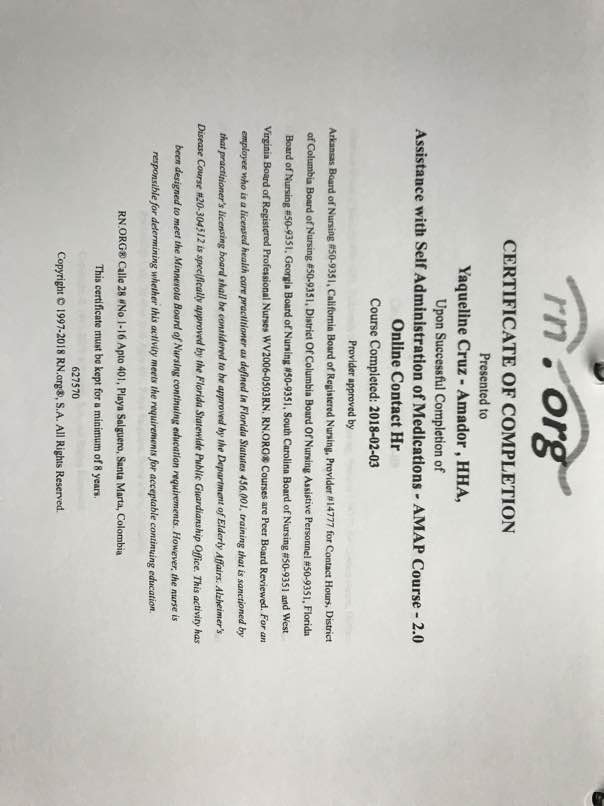 rn.org
CERTIFICATE OF COMPLETION
Presented to
Yaqueline Cruz - Amador , HHA,
Upon Successful Completion of
Assistance with Self Administration of Medications - AMAP Course - 2.0
Online Contact Hr
Course Completed: 2018-02-03
Provider approved by
Arkansas Board of Nursing #50-9351, California Board of Registered Nursing, Provider #14777 for Contact Hours, District
of Columbia Board of Nursing #50-9351, District Of Columbia Board Of Nursing Assistive Personnel #50-9351, Florida
Board of Nursing #50-9351, Georgia Board of Nursing #50-9351, South Carolina Board of Nursing #50-9351 and West
Virginia Board of Registered Professional Nurses WV2006-0503RN. RN.ORG® Courses are Peer Board Reviewed. For an
employee who is a licensed health care practitioner as defined in Florida Statutes 456.001, training that is sanctioned by
that practitioner's licensing board shall be considered to be approved by the Department of Elderly Affairs. Alzheimer's
Disease Course #20-304512 is specifically approved by the Florida Statewide Public Guardianship Office. This activity has
been designed to meet the Minnesota Board of Nursing continuing education requirements. However, the nurse is
responsible for determining whether this activity meets the requirements for acceptable continuing education.
RN.ORG® Calle 28 #No 1-16 Apto 401, Playa Salguero, Santa Marta, Colombia
This certificate must be kept for a minimum of 8 years.
627570
Copyright © 1997-2018 RN.org®, S.A. All Rights Reserved.